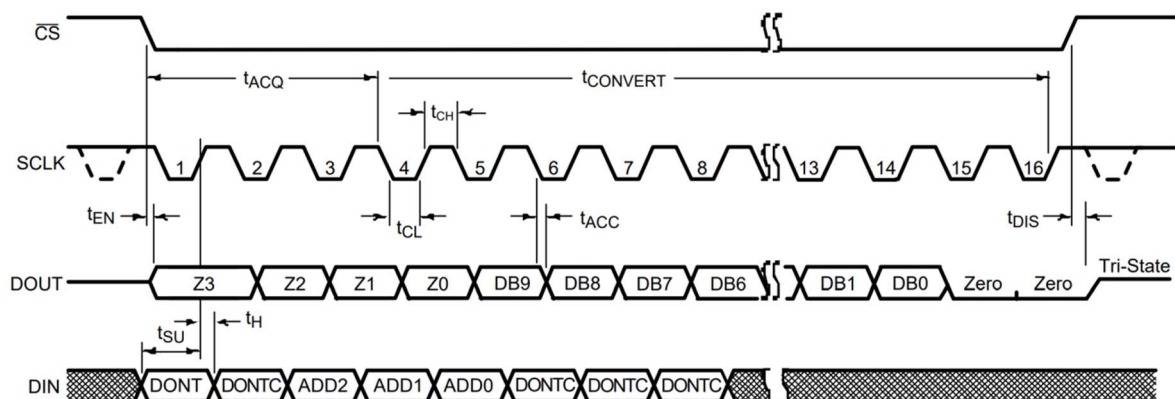 CS
tACQ
tCONVERT
tCH
SCLK
1 2 3 4 5 6 7 8 13 14 15 16
tEN
tCL
tACC
tDIS
Tri-State
DOUT
Z3 Z2 Z1 Z0 DB9 DB8 DB7 DB6 DB1 DB0 Zero Zero
tSU
tH
DIN
DONT DONTC ADD2 ADD1 ADD0 DONTC DONTC DONTC